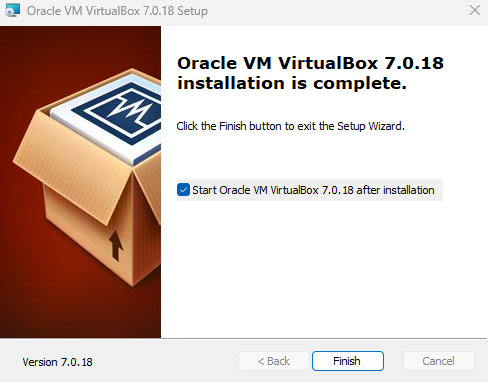 Oracle VM VirtualBox 7.0.18 Setup
Oracle VM VirtualBox 7.0.18
installation is complete.
Click the Finish button to exit the Setup Wizard.
Start Oracle VM VirtualBox 7.0.18 after installation
Version 7.0.18
< Back
Finish
Cancel